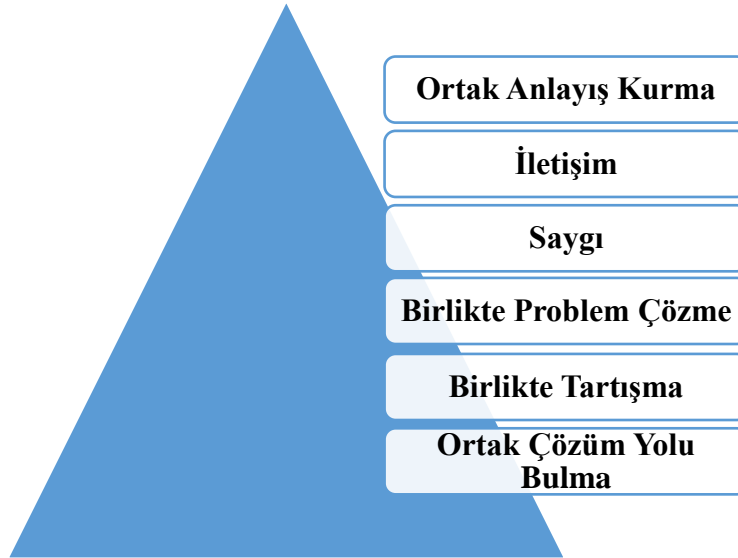 Ortak Anlayış Kurma
İletişim
Saygı
Birlikte Problem Çözme
Birlikte Tartışma
Ortak Çözüm Yolu
Bulma